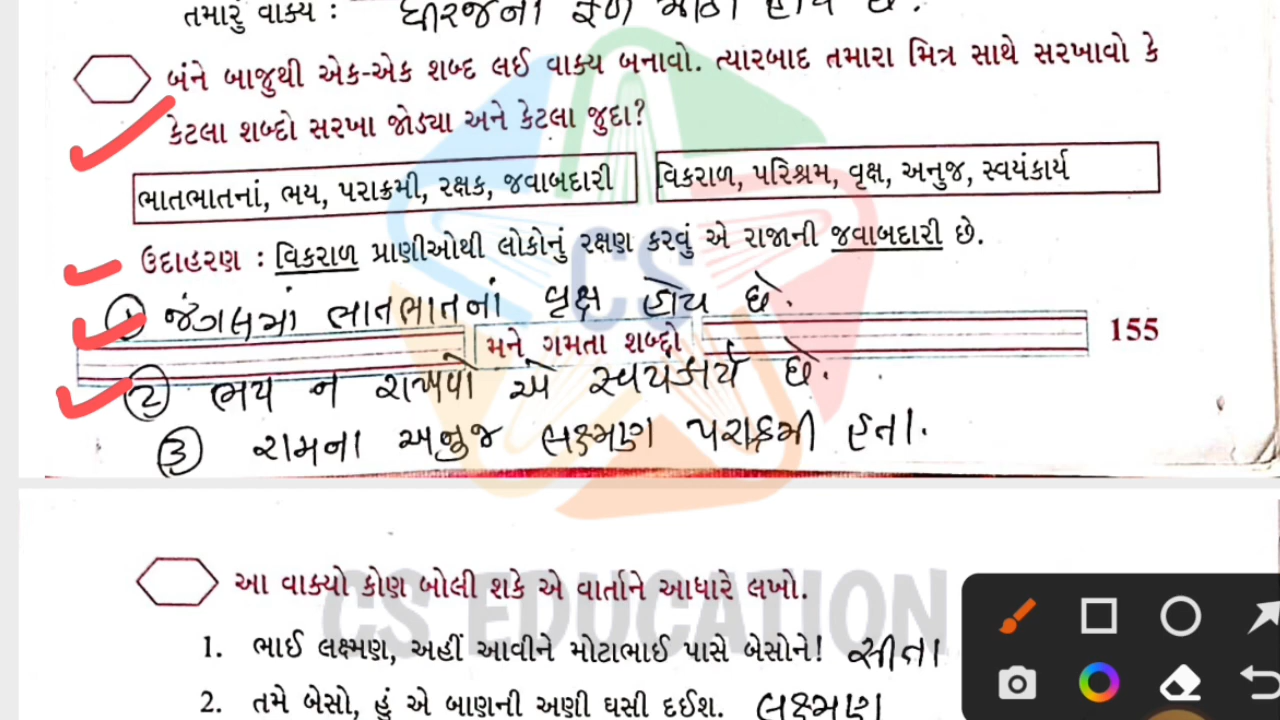 તમારું વાક્ય : ધીરજના ફળ મીઠાં હોય છે.
બંને બાજુથી એક-એક શબ્દ લઈ વાક્ય બનાવો. ત્યારબાદ તમારા મિત્ર સાથે સરખાવો કે
કેટલા શબ્દો સરખા જોડ્યા અને કેટલા જુદા?
ભાતભાતનાં, ભય, પરાક્રમી, રક્ષક, જવાબદારી
વિકરાળ, પરિશ્રમ, વૃક્ષ, અનુજ, સ્વયંકાર્ય
ઉદાહરણ : વિકરાળ પ્રાણીઓથી લોકોનું રક્ષણ કરવું એ રાજાની જવાબદારી છે.
① જંગલમાં ભાતભાતનાં વૃક્ષ હોય છે.
મને ગમતા શબ્દો
155
② ભય ન રાખવો એ સ્વયંકાર્ય છે.
③ રામના અનુજ લક્ષ્મણ પરાક્રમી હતા.
CS
CS EDUCATION
આ વાક્યો કોણ બોલી શકે એ વાર્તાને આધારે લખો.
1. ભાઈ લક્ષ્મણ, અહીં આવીને મોટાભાઈ પાસે બેસોને! સીતા
2. તમે બેસો, હું એ બાણની અણી ઘસી દઈશ. લક્ષ્મણ